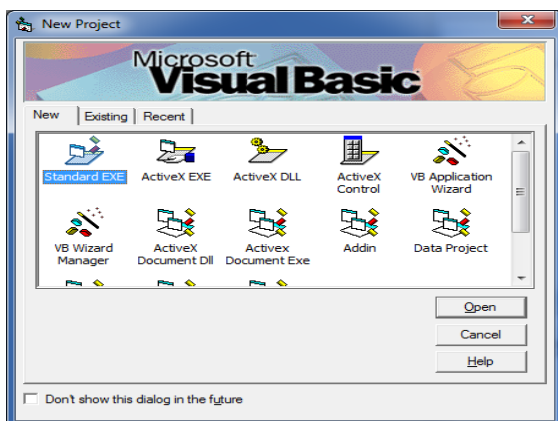 New Project
Microsoft
Visual Basic
New Existing Recent
Standard EXE ActiveX EXE ActiveX DLL ActiveX Control VB Application Wizard
VB Wizard Manager ActiveX Document Dll Activex Document Exe Addin Data Project
Open
Cancel
Help
Don't show this dialog in the future